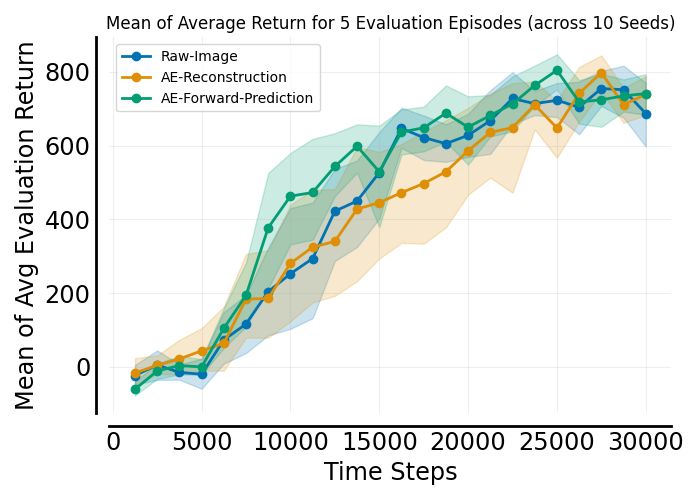 Mean of Average Return for 5 Evaluation Episodes (across 10 Seeds)
Raw-Image
AE-Reconstruction
AE-Forward-Prediction
Mean of Avg Evaluation Return
800
600
400
200
0
0 5000 10000 15000 20000 25000 30000
Time Steps